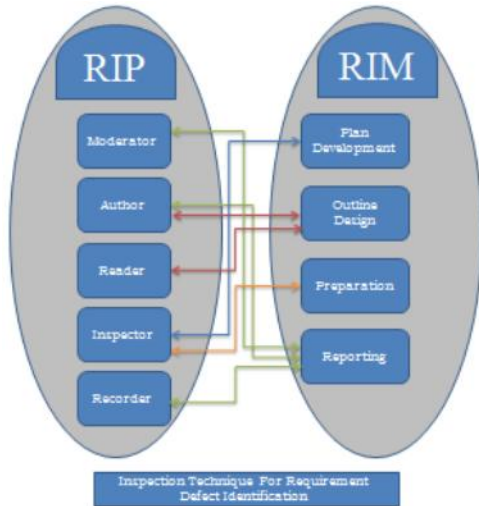 RIP
RIM
Moderator
Author
Reader
Inspector
Recorder
Plan
Development
Outline
Design
Preparation
Reporting
Inspection Technique For Requirement
Defect Identification